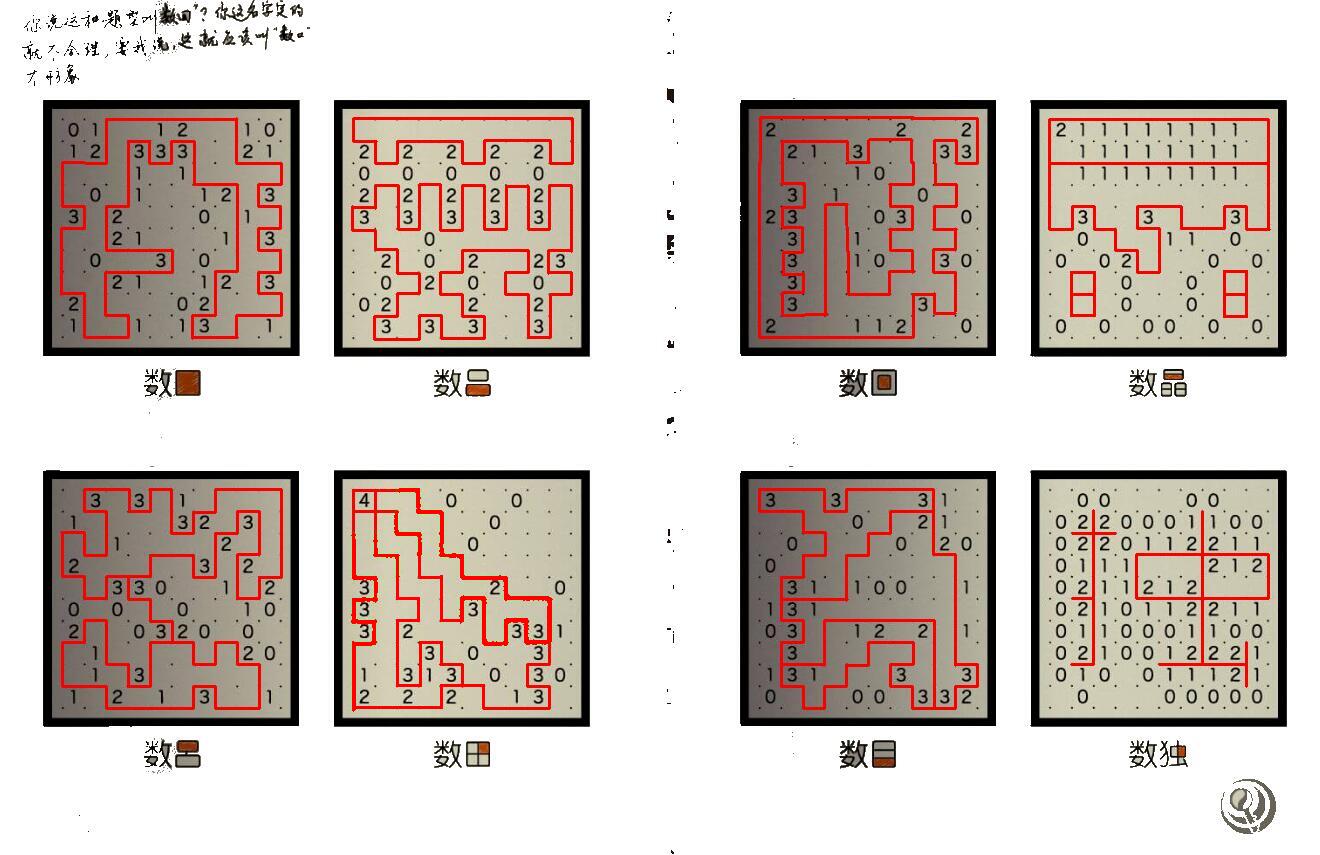 你说这种题型叫"数回"？你这名字定的
就不合理，要我说，这就应该叫"数口"
才形象
0 1 1 2 1 0
1 2 3 3 3 2 1
1 1
0 1 1 2 3
3 2 0 1
2 1 1 3
0 3 0
2 1 1 2 3
2 0 2
1 1 1 3 1
数口
2 2 2 2 2
0 0 0 0 0
2 2 2 2 2
3 3 3 3 3
0
2 0 2 2 3
0 2 0 0
0 2 2 2
3 3 3 3
数吕
2 2 2
2 1 3 3 3
1 0
3 1 0
2 3 0 3 0
3 1
3 1 0 3 0
3
3 3
2 1 1 2 0
数回
2 1 1 1 1 1 1 1 1
1 1 1 1 1 1 1 1
1 1 1 1 1 1 1 1
3 3 3
0 1 1 0
0 0 2 0 0
0 0
0 0
0 0 0 0 0 0
数品
3 3 1
1 3 2 3
1 2
2 3 2
3 3 0 1 2
0 0 0 1 0
2 0 3 2 0 0
1 2 0
1 3
1 2 1 3 1
数吕
4 0 0
0
0
3 2 0
3 3
3 2 3 3 1
3 0 0
1 3 1 3 0 3 0
2 2 2 1 3
数田
3 3 3 1
0 2 1
0 0 2 0
3 1 1 0 0 1
1 3 1
0 3 1 2 2 1
1 3 1 3 3
0 0 0 3 3 2
数目
0 0 0 0
0 2 2 0 0 0 1 1 0 0
0 2 2 0 1 1 2 2 1 1
0 1 1 1 2 1 2
0 1 1 1 2 1 2
0 2 1 0 1 1 2 2 1 1
0 1 1 0 0 0 1 1 0 0
0 2 1 0 0 1 2 2 1
0 1 0 0 1 1 2 1
0 0 0 0 0 0
数独